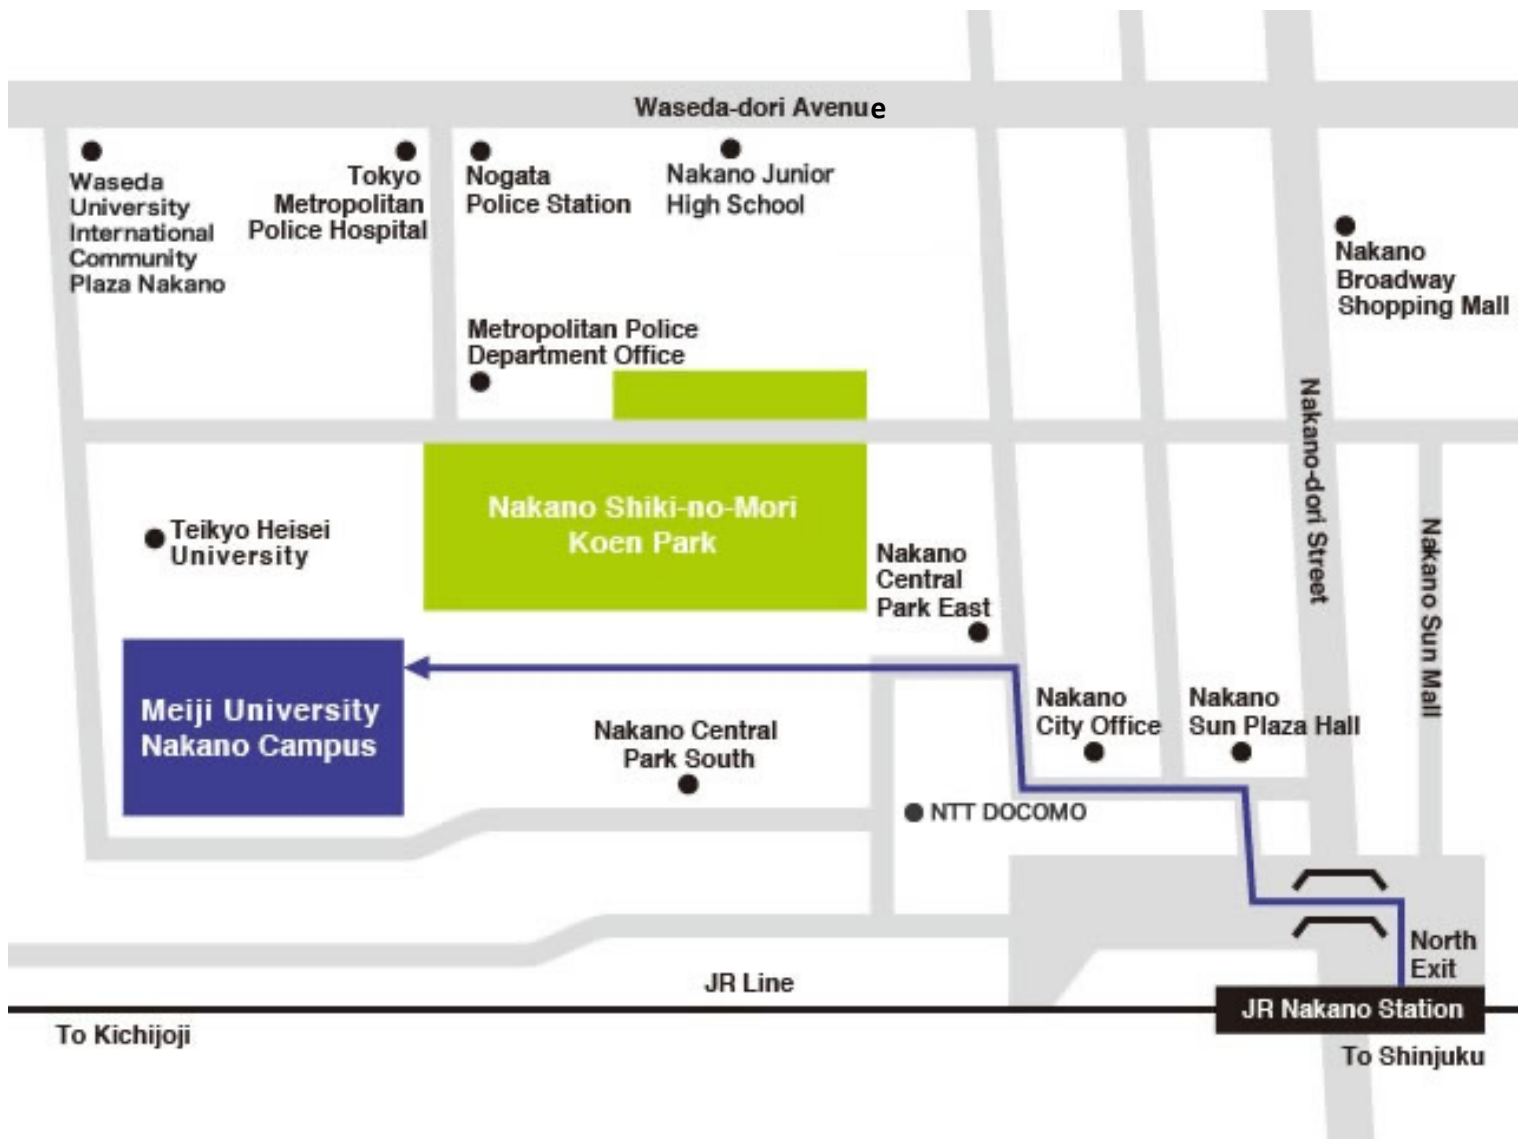 Waseda-dori Avenue
Waseda
University
International
Community
Plaza Nakano
Tokyo
Metropolitan
Police Hospital
Nogata
Police Station
Nakano Junior
High School
Nakano
Broadway
Shopping Mall
Metropolitan Police
Department Office
Nakano-dori Street
Nakano Sun Mall
Nakano Shiki-no-Mori
Koen Park
Teikyo Heisei
University
Nakano
Central
Park East
Meiji University
Nakano Campus
Nakano Central
Park South
Nakano
City Office
Nakano
Sun Plaza Hall
NTT DOCOMO
North
Exit
JR Line
JR Nakano Station
To Kichijoji
To Shinjuku